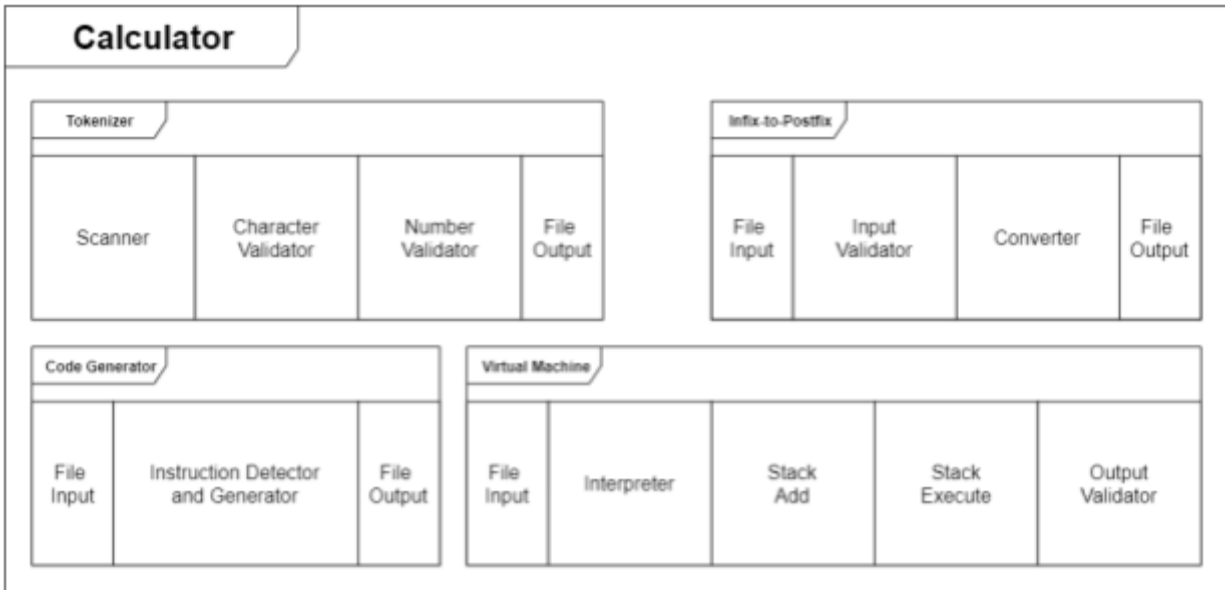 Calculator
Tokenizer
Scanner
Character
Validator
Number
Validator
File
Output
Infix-to-Postfix
File
Input
Input
Validator
Converter
File
Output
Code Generator
File
Input
Instruction Detector
and Generator
File
Output
Virtual Machine
File
Input
Interpreter
Stack
Add
Stack
Execute
Output
Validator